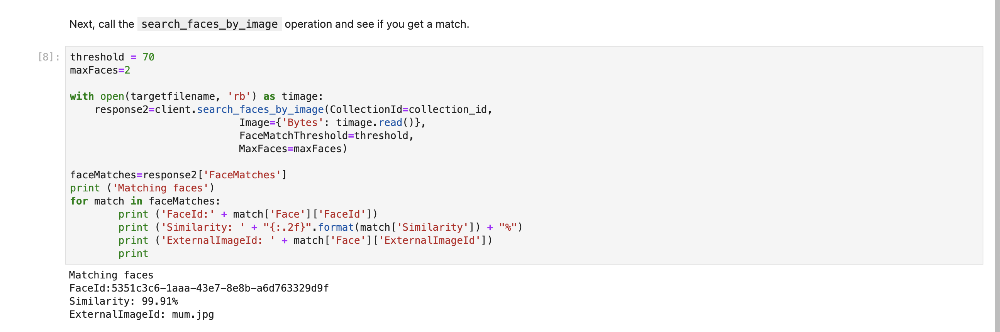 Next, call the search_faces_by_image operation and see if you get a match.
[8]:
threshold = 70
maxFaces=2
with open(targetfilename, 'rb') as timage:
    response2=client.search_faces_by_image(CollectionId=collection_id,
                            Image={'Bytes': timage.read()},
                            FaceMatchThreshold=threshold,
                            MaxFaces=maxFaces)
faceMatches=response2['FaceMatches']
print ('Matching faces')
for match in faceMatches:
        print ('FaceId:' + match['Face']['FaceId'])
        print ('Similarity: ' + "{:.2f}".format(match['Similarity']) + "%")
        print ('ExternalImageId: ' + match['Face']['ExternalImageId'])
        print
Matching faces
FaceId:5351c3c6-1aaa-43e7-8e8b-a6d763329d9f
Similarity: 99.91%
ExternalImageId: mum.jpg